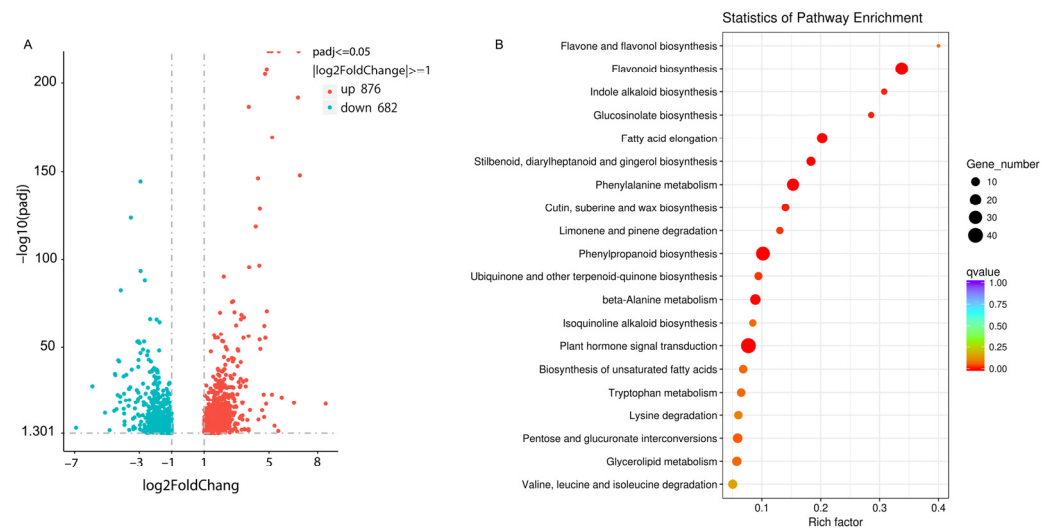 A
padj<=0.05
|log2FoldChange|>=1
up 876
down 682
200
150
100
50
1.301
-7
-3
-1
1
5
8
−log10(padj)
log2FoldChang
B
Statistics of Pathway Enrichment
Flavone and flavonol biosynthesis
Flavonoid biosynthesis
Indole alkaloid biosynthesis
Glucosinolate biosynthesis
Fatty acid elongation
Stilbenoid, diarylheptanoid and gingerol biosynthesis
Phenylalanine metabolism
Cutin, suberine and wax biosynthesis
Limonene and pinene degradation
Phenylpropanoid biosynthesis
Ubiquinone and other terpenoid-quinone biosynthesis
beta-Alanine metabolism
Isoquinoline alkaloid biosynthesis
Plant hormone signal transduction
Biosynthesis of unsaturated fatty acids
Tryptophan metabolism
Lysine degradation
Pentose and glucuronate interconversions
Glycerolipid metabolism
Valine, leucine and isoleucine degradation
0.1
0.2
0.3
0.4
Rich factor
Gene_number
10
20
30
40
qvalue
1.00
0.75
0.50
0.25
0.00